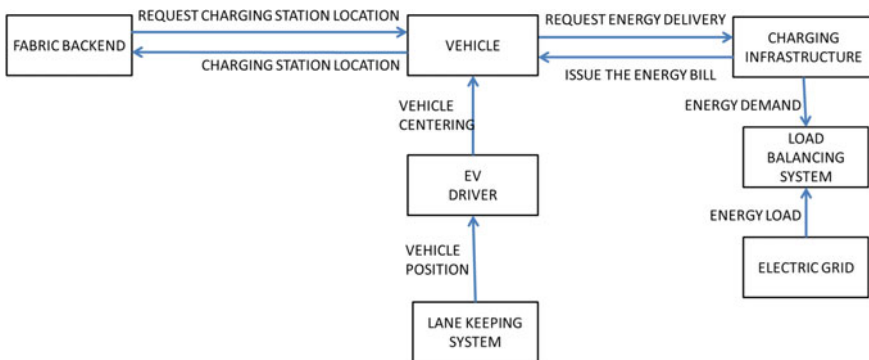 REQUEST CHARGING STATION LOCATION
REQUEST ENERGY DELIVERY
FABRIC BACKEND
VEHICLE
CHARGING
INFRASTRUCTURE
CHARGING STATION LOCATION
ISSUE THE ENERGY BILL
VEHICLE
CENTERING
ENERGY DEMAND
LOAD
BALANCING
SYSTEM
EV
DRIVER
ENERGY LOAD
VEHICLE
POSITION
ELECTRIC GRID
LANE KEEPING
SYSTEM